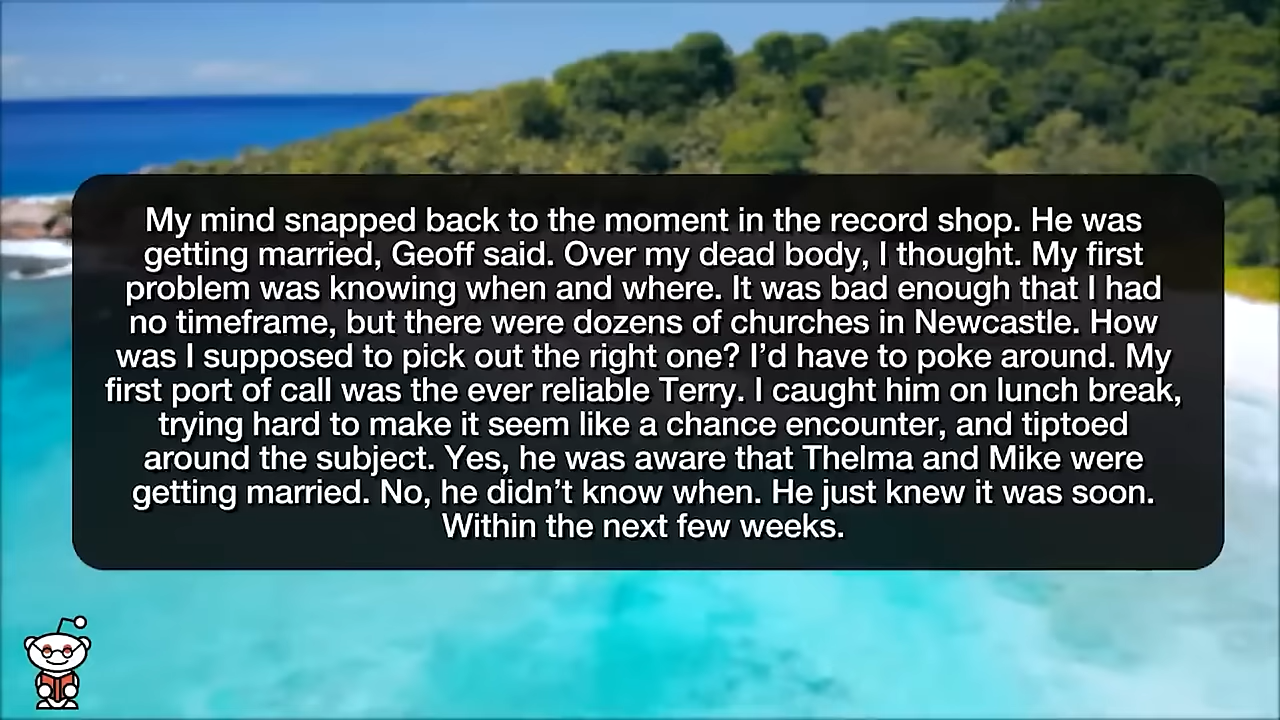 My mind snapped back to the moment in the record shop. He was
getting married, Geoff said. Over my dead body, I thought. My first
problem was knowing when and where. It was bad enough that I had
no timeframe, but there were dozens of churches in Newcastle. How
was I supposed to pick out the right one? I’d have to poke around. My
first port of call was the ever reliable Terry. I caught him on lunch break,
trying hard to make it seem like a chance encounter, and tiptoed
around the subject. Yes, he was aware that Thelma and Mike were
getting married. No, he didn’t know when. He just knew it was soon.
Within the next few weeks.